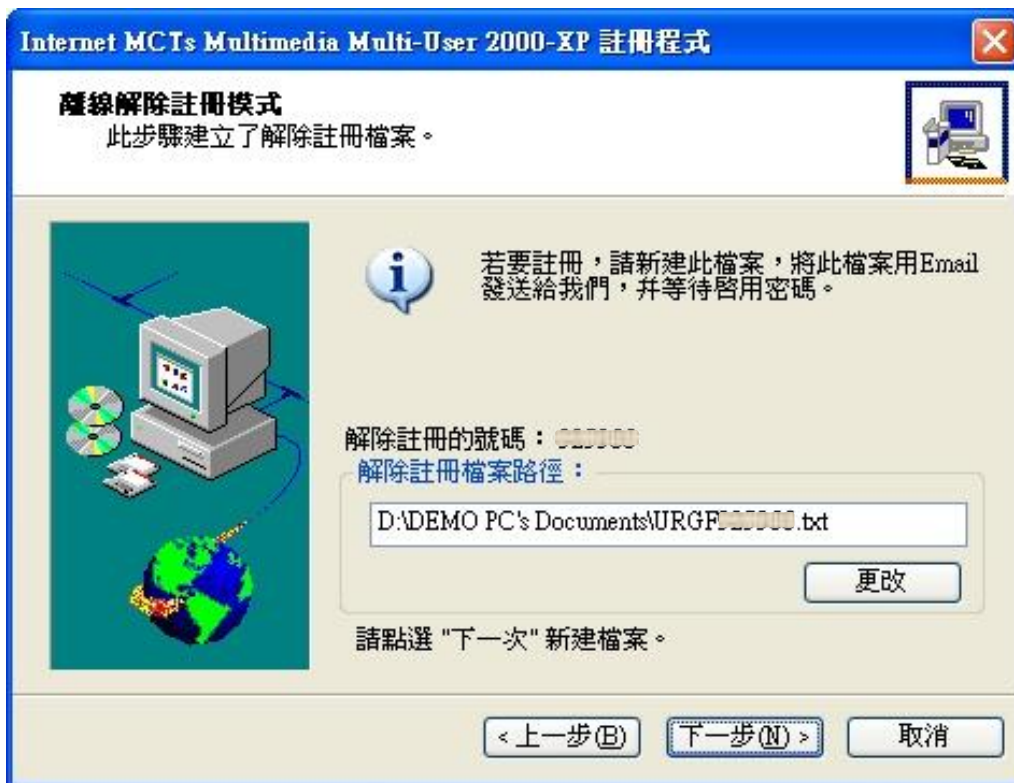 Internet MCTs Multimedia Multi-User 2000-XP 註冊程式
離線解除註冊模式
此步驟建立了解除註冊檔案。
若要註冊，請新建此檔案，將此檔案用Email
發送給我們，并等待啓用密碼。
解除註冊的號碼：
解除註冊檔案路徑：
D:\DEMO PC's Documents\URGF .txt
更改
請點選 "下一次" 新建檔案。
<上一步(B)
下一步(N)>
取消